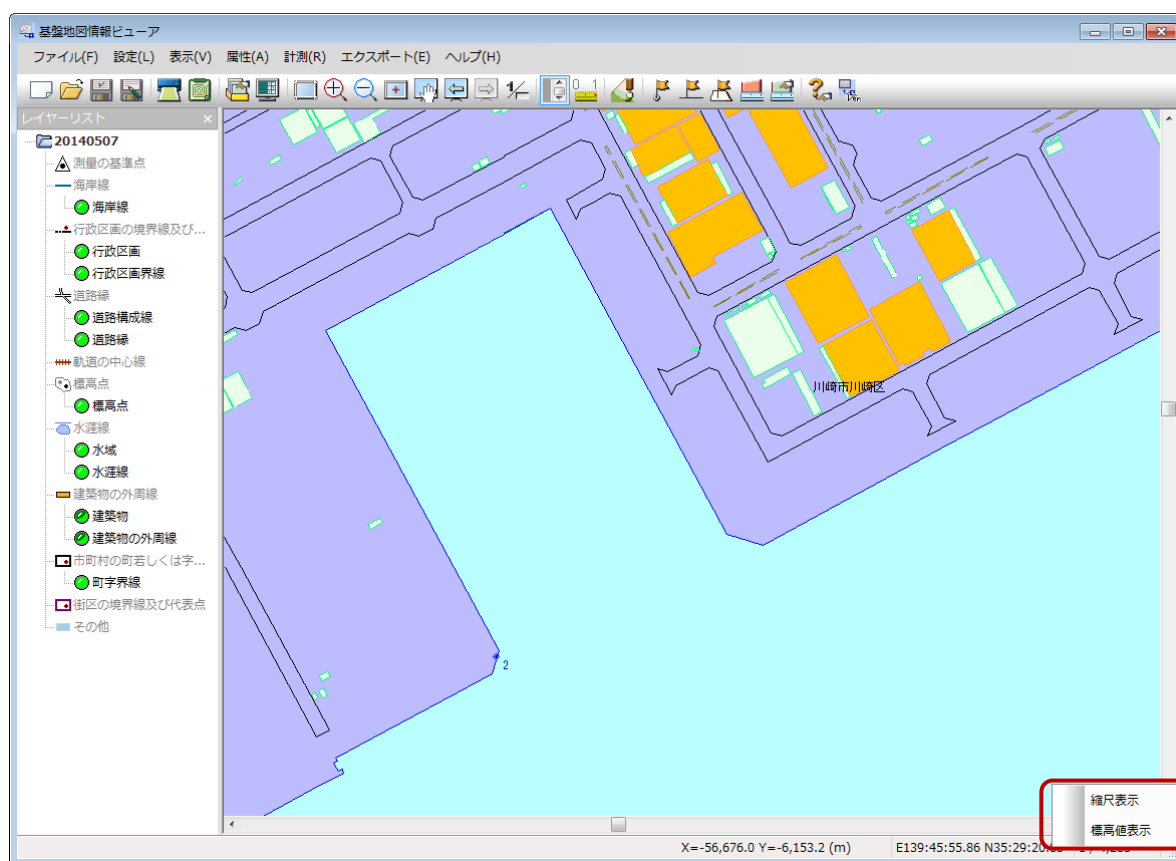 基盤地図情報ビューア
ファイル(F) 設定(L) 表示(V) 属性(A) 計測(R) エクスポート(E) ヘルプ(H)
レイヤーリスト
20140507
測量の基準点
海岸線
海岸線
行政区画の境界線及び...
行政区画
行政区画界線
道路縁
道路構成線
道路縁
軌道の中心線
標高点
標高点
水涯線
水域
水涯線
建築物の外周線
建築物
建築物の外周線
市町村の町若しくは字...
町字界線
街区の境界線及び代表点
その他
川崎市川崎区
2
縮尺表示
標高値表示
X=-56,676.0 Y=-6,153.2 (m) E139:45:55.86 N35:29:20